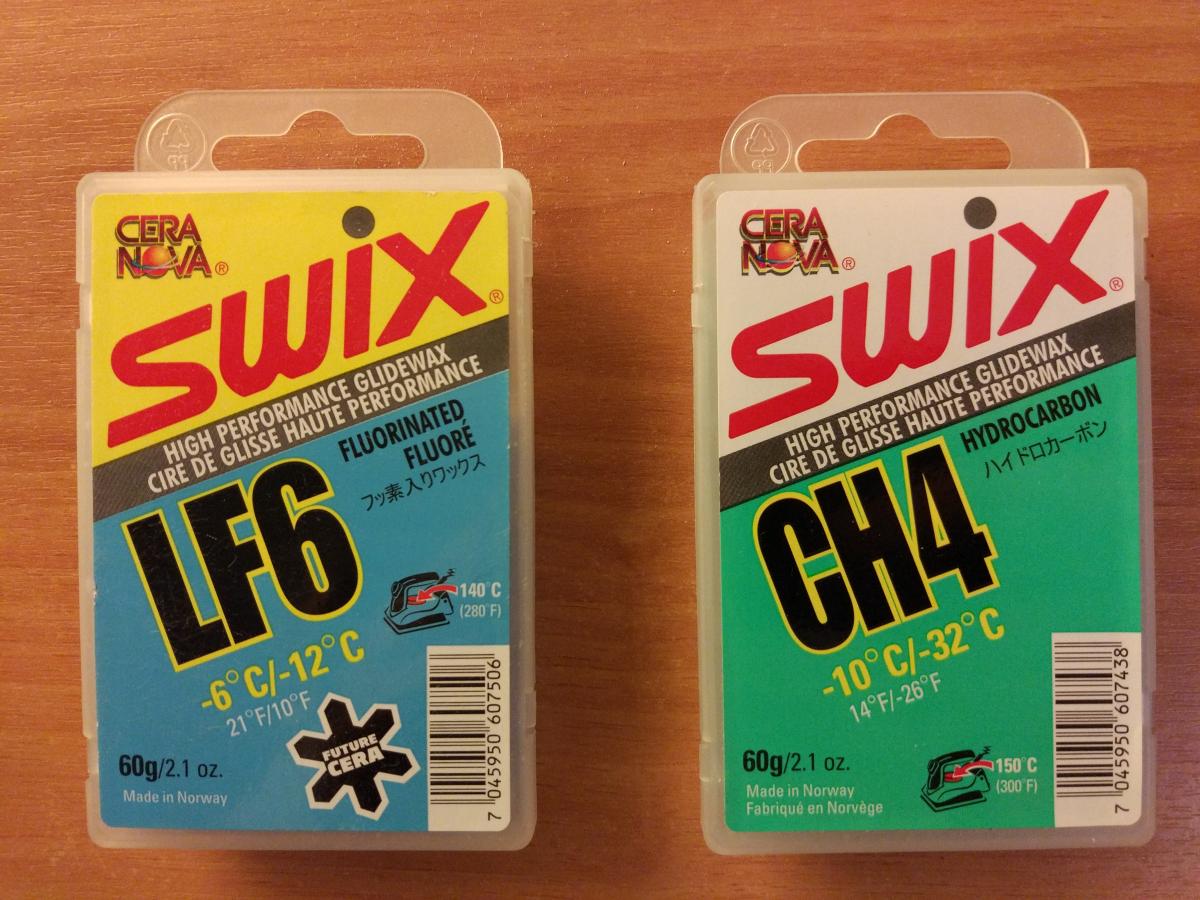 CERA
NOVA®
SWIX®
HIGH PERFORMANCE GLIDEWAX
CIRE DE GLISSE HAUTE PERFORMANCE
FLUORINATED
FLUORÉ
フッ素入りワックス
LF6
140°C
(280°F)
-6°C/-12°C
21°F/10°F
FUTURE
CERA
60g/2.1 oz.
Made in Norway
7 045950 607506
CERA
NOVA®
SWIX®
HIGH PERFORMANCE GLIDEWAX
CIRE DE GLISSE HAUTE PERFORMANCE
HYDROCARBON
ハイドロカーボン
CH4
-10°C/-32°C
14°F/-26°F
60g/2.1 oz.
Made in Norway
Fabriqué en Norvège
150°C
(300°F)
7 045950 607438